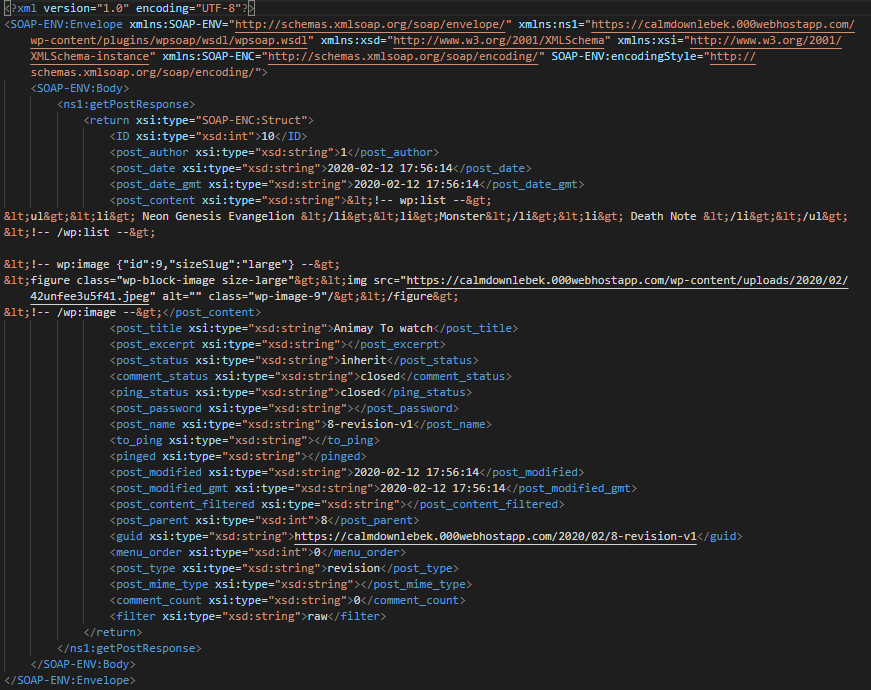 <?xml version="1.0" encoding="UTF-8"?>
<SOAP-ENV:Envelope xmlns:SOAP-ENV="http://schemas.xmlsoap.org/soap/envelope/" xmlns:ns1="https://calmdownlebek.000webhostapp.com/
wp-content/plugins/wpsoap/wsdl/wpsoap.wsdl" xmlns:xsd="http://www.w3.org/2001/XMLSchema" xmlns:xsi="http://www.w3.org/2001/
XMLSchema-instance" xmlns:SOAP-ENC="http://schemas.xmlsoap.org/soap/encoding/" SOAP-ENV:encodingStyle="http://
schemas.xmlsoap.org/soap/encoding/">
<SOAP-ENV:Body>
<ns1:getPostResponse>
<return xsi:type="SOAP-ENC:Struct">
<ID xsi:type="xsd:int">10</ID>
<post_author xsi:type="xsd:string">1</post_author>
<post_date xsi:type="xsd:string">2020-02-12 17:56:14</post_date>
<post_date_gmt xsi:type="xsd:string">2020-02-12 17:56:14</post_date_gmt>
<post_content xsi:type="xsd:string">&lt;!-- wp:list --&gt;
&lt;ul&gt;&lt;li&gt; Neon Genesis Evangelion &lt;/li&gt;&lt;li&gt;Monster&lt;/li&gt;&lt;li&gt; Death Note &lt;/li&gt;&lt;/ul&gt;
&lt;!-- /wp:list --&gt;
&lt;!-- wp:image {"id":9,"sizeSlug":"large"} --&gt;
&lt;figure class="wp-block-image size-large"&gt;&lt;img src="https://calmdownlebek.000webhostapp.com/wp-content/uploads/2020/02/
42unfee3u5f41.jpeg" alt="" class="wp-image-9"/&gt;&lt;/figure&gt;
&lt;!-- /wp:image --&gt;</post_content>
<post_title xsi:type="xsd:string">Animay To watch</post_title>
<post_excerpt xsi:type="xsd:string"></post_excerpt>
<post_status xsi:type="xsd:string">inherit</post_status>
<comment_status xsi:type="xsd:string">closed</comment_status>
<ping_status xsi:type="xsd:string">closed</ping_status>
<post_password xsi:type="xsd:string"></post_password>
<post_name xsi:type="xsd:string">8-revision-v1</post_name>
<to_ping xsi:type="xsd:string"></to_ping>
<pinged xsi:type="xsd:string"></pinged>
<post_modified xsi:type="xsd:string">2020-02-12 17:56:14</post_modified>
<post_modified_gmt xsi:type="xsd:string">2020-02-12 17:56:14</post_modified_gmt>
<post_content_filtered xsi:type="xsd:string"></post_content_filtered>
<post_parent xsi:type="xsd:int">8</post_parent>
<guid xsi:type="xsd:string">https://calmdownlebek.000webhostapp.com/2020/02/8-revision-v1</guid>
<menu_order xsi:type="xsd:int">0</menu_order>
<post_type xsi:type="xsd:string">revision</post_type>
<post_mime_type xsi:type="xsd:string"></post_mime_type>
<comment_count xsi:type="xsd:string">0</comment_count>
<filter xsi:type="xsd:string">raw</filter>
</return>
</ns1:getPostResponse>
</SOAP-ENV:Body>
</SOAP-ENV:Envelope>